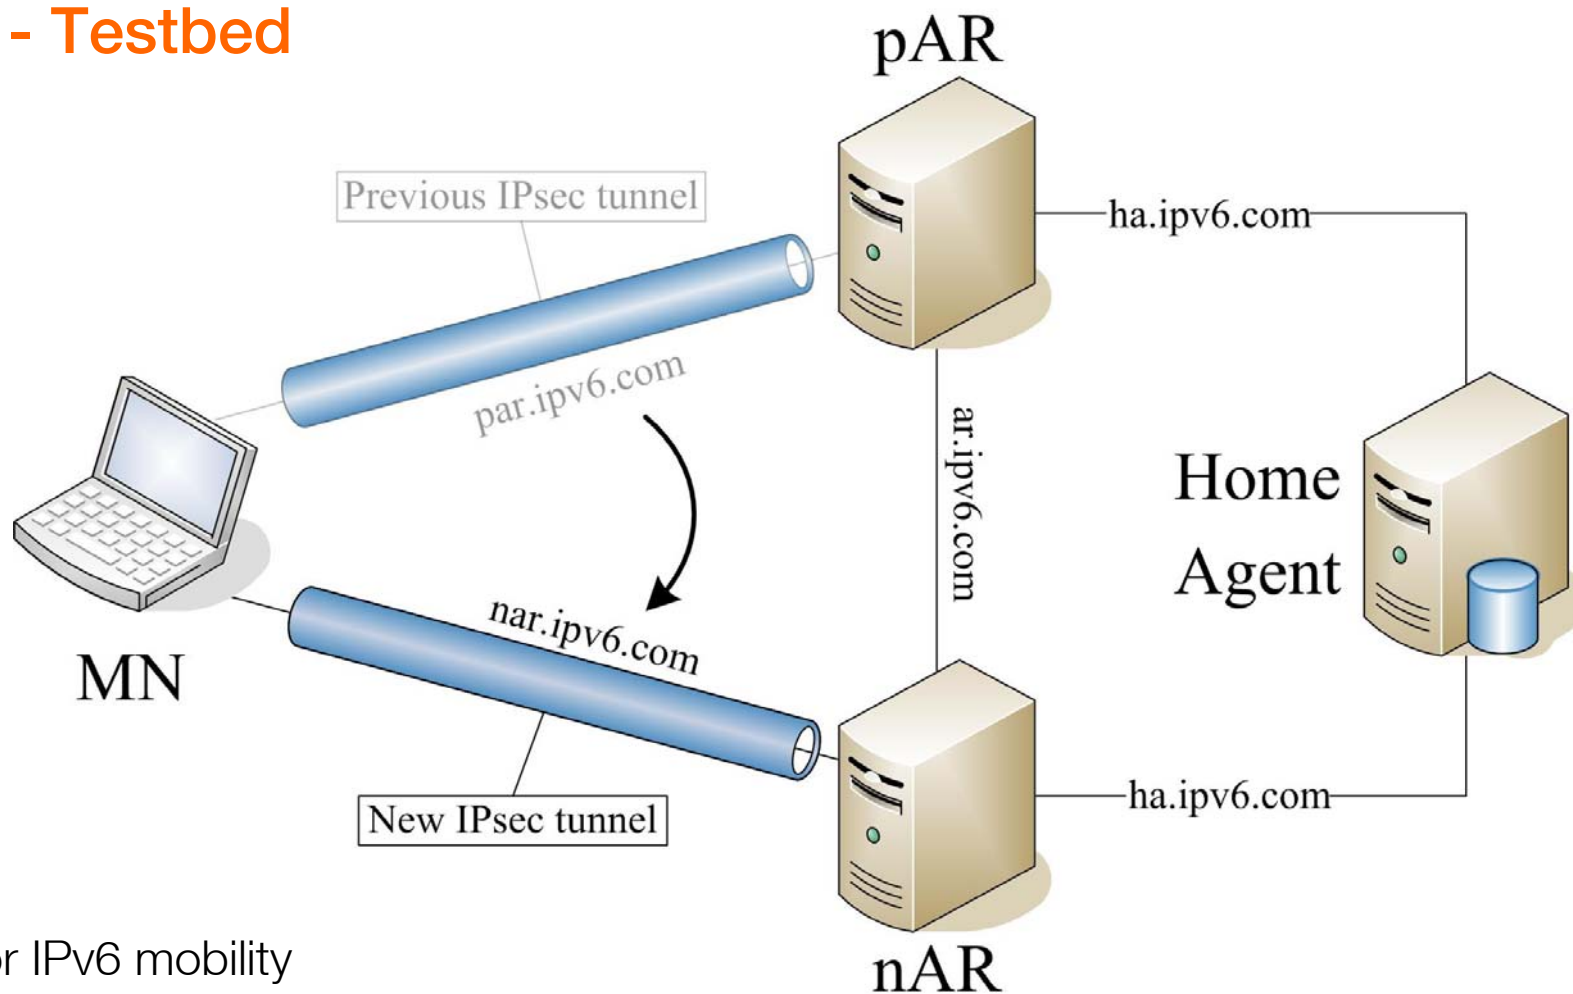 - Testbed
pAR
Previous IPsec tunnel
ha.ipv6.com
par.ipv6.com
ar.ipv6.com
Home
Agent
nar.ipv6.com
MN
New IPsec tunnel
ha.ipv6.com
IPv6 mobility
nAR